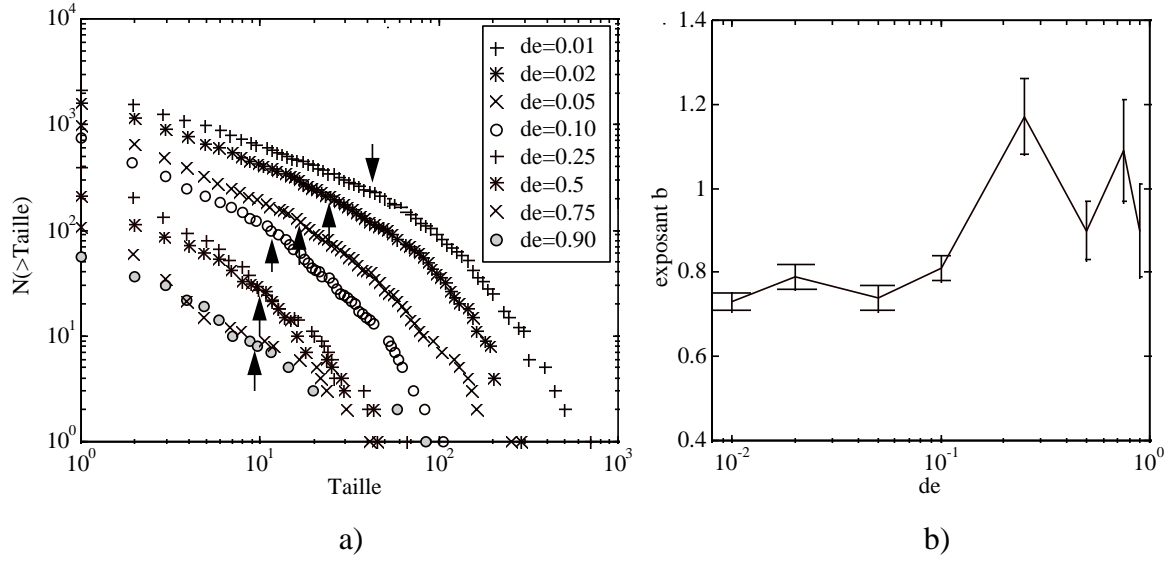 10^4
10^3
10^2
10^1
10^0
N(>Taille)
de=0.01
de=0.02
de=0.05
de=0.10
de=0.25
de=0.5
de=0.75
de=0.90
10^0
10^1
10^2
10^3
Taille
a)
1.4
1.2
1
0.8
0.6
0.4
exposant b
10^-2
10^-1
10^0
de
b)